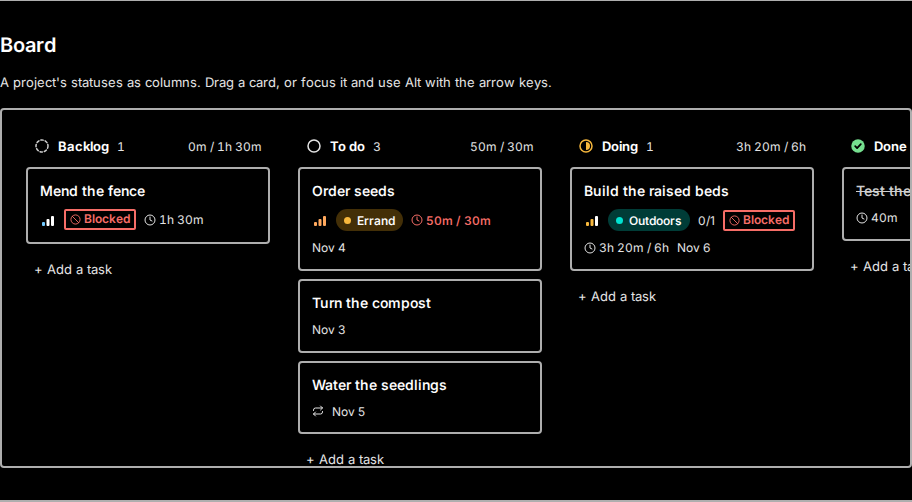 Board
A project's statuses as columns. Drag a card, or focus it and use Alt with the arrow keys.
Backlog 1 0m / 1h 30m
Mend the fence
Blocked 1h 30m
+ Add a task
To do 3 50m / 30m
Order seeds
Errand 50m / 30m
Nov 4
Turn the compost
Nov 3
Water the seedlings
Nov 5
+ Add a task
Doing 1 3h 20m / 6h
Build the raised beds
Outdoors 0/1 Blocked
3h 20m / 6h Nov 6
+ Add a task
Done
Test the
40m
+ Add a